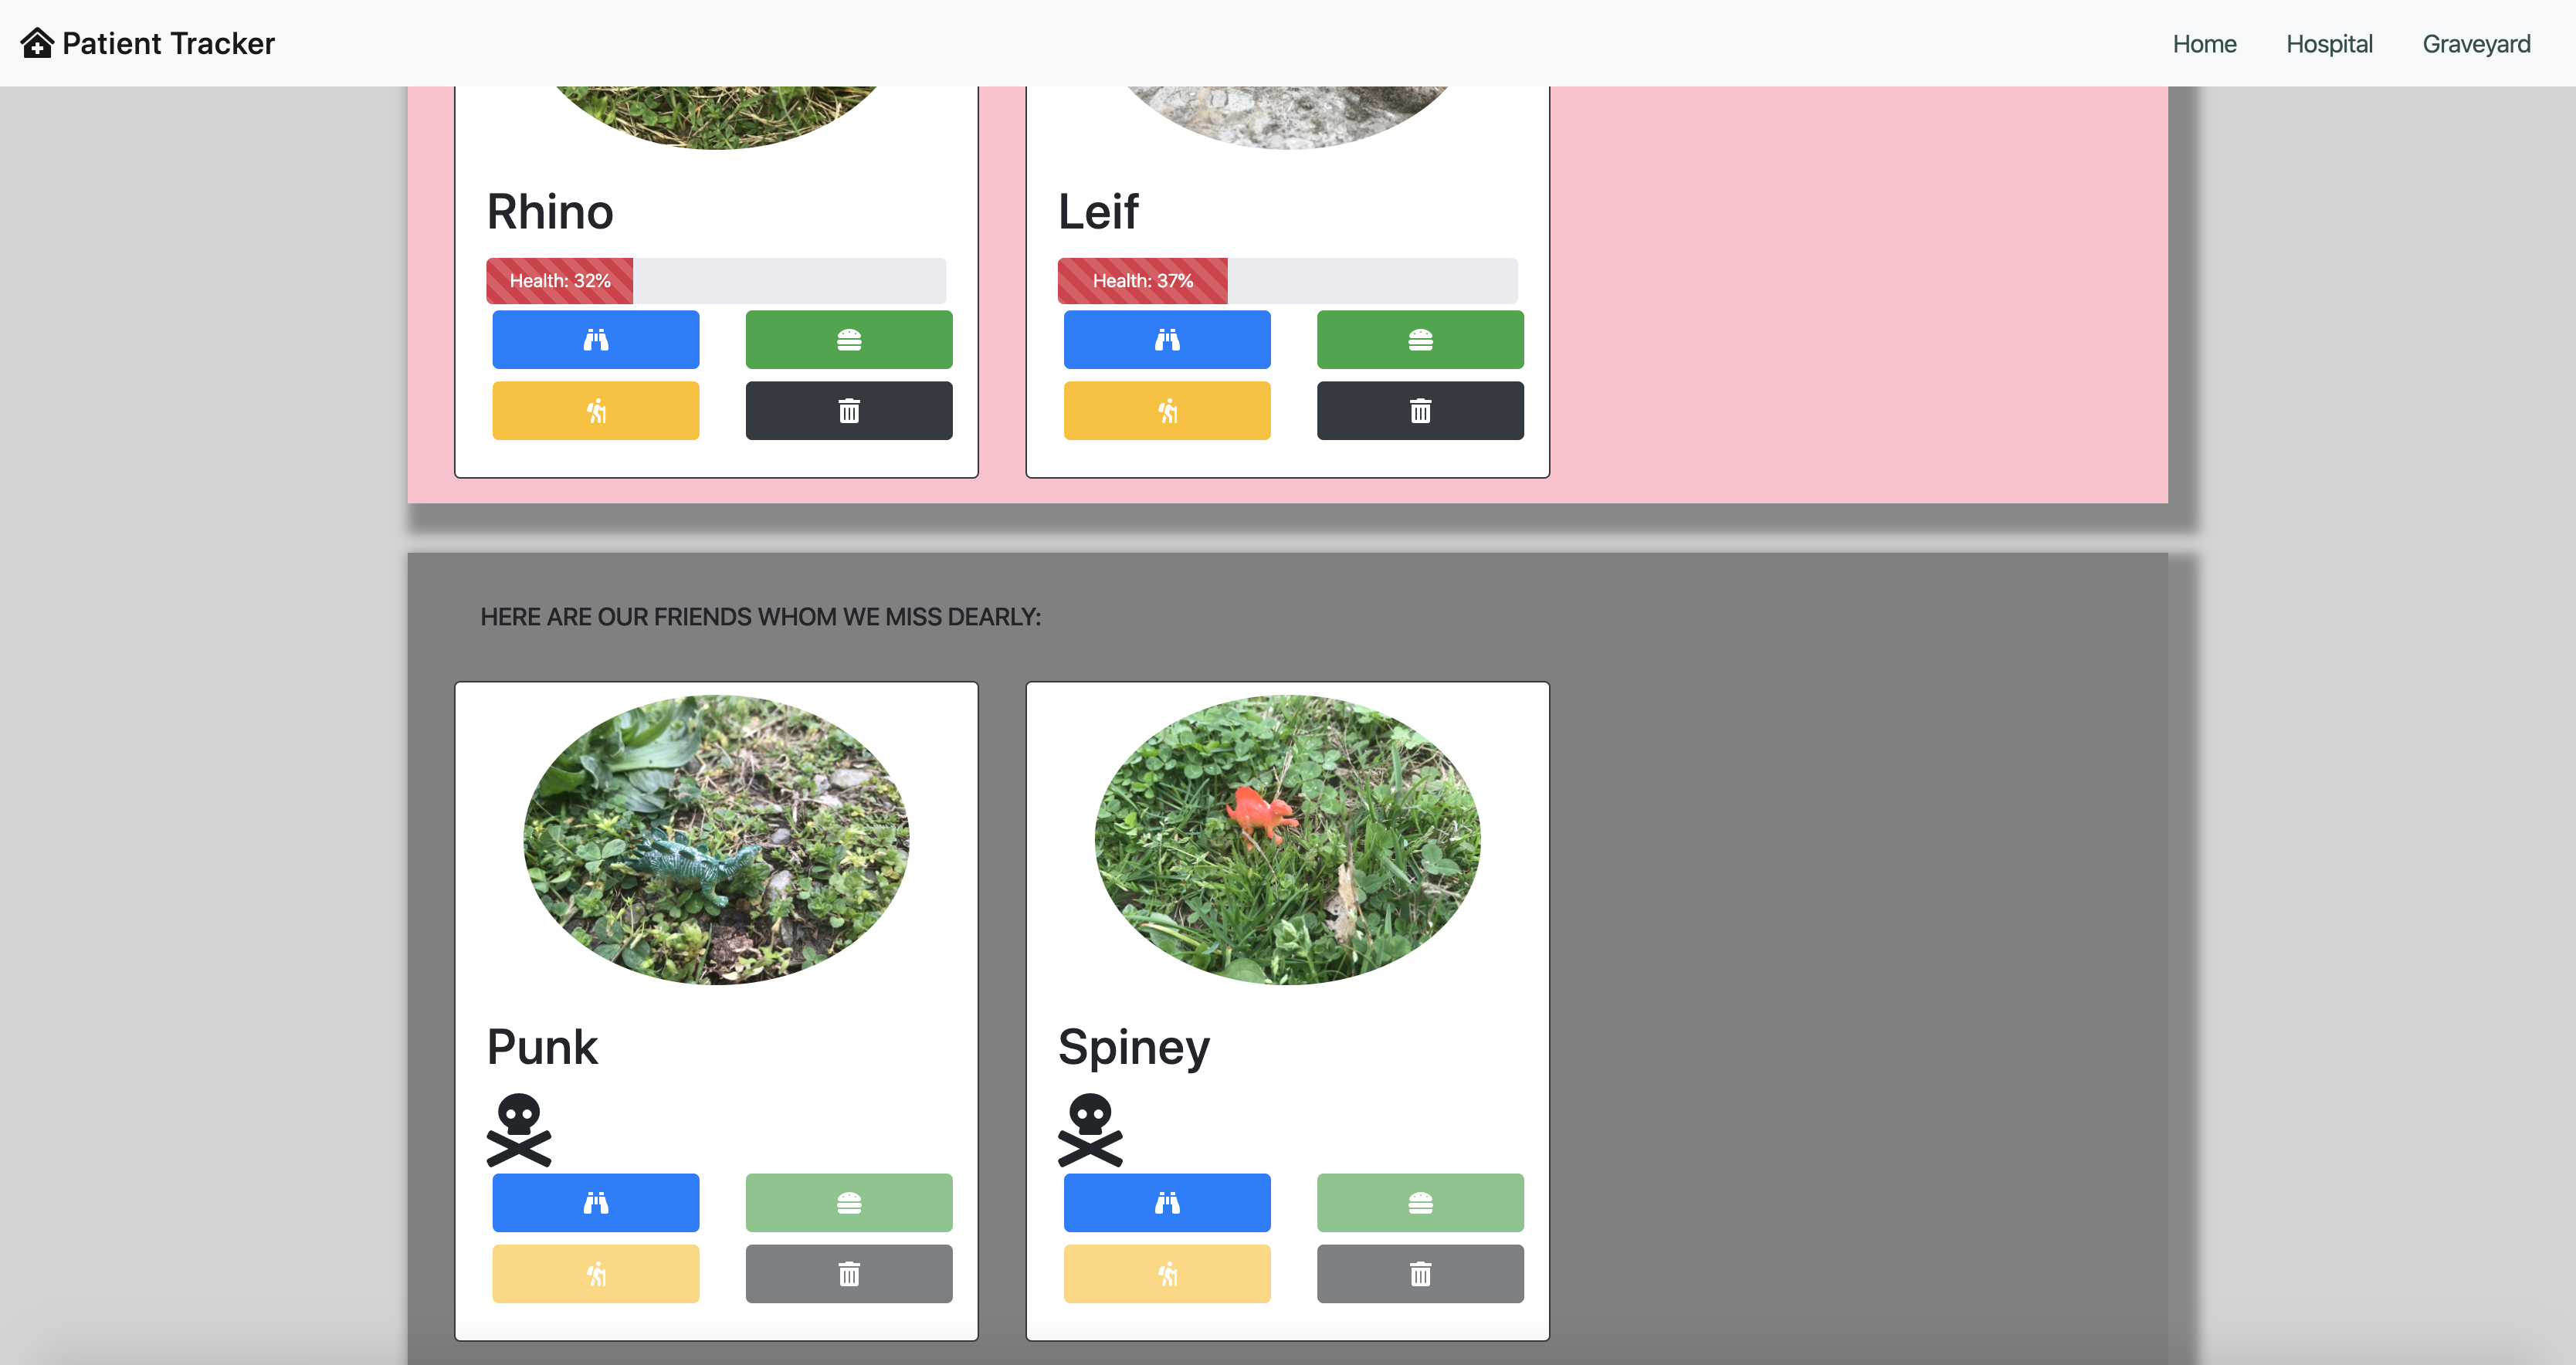 Patient Tracker
Home Hospital Graveyard
Rhino
Leif
Health: 32%
Health: 37%
HERE ARE OUR FRIENDS WHOM WE MISS DEARLY:
Punk
Spiney